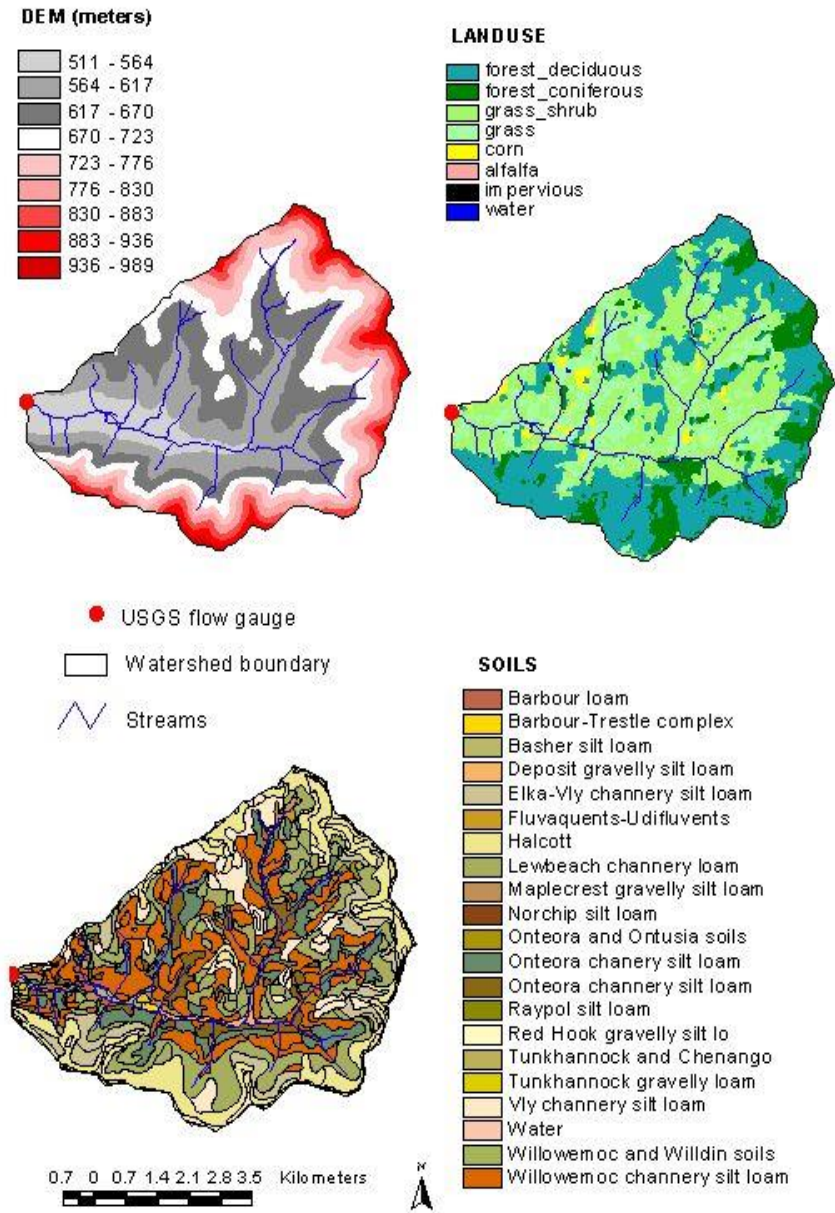 DEM (meters)
511 - 564
564 - 617
617 - 670
670 - 723
723 - 776
776 - 830
830 - 883
883 - 936
936 - 989
LANDUSE
forest_deciduous
forest_coniferous
grass_shrub
grass
corn
alfalfa
impervious
water
USGS flow gauge
Watershed boundary
Streams
SOILS
Barbour loam
Barbour-Trestle complex
Basher silt loam
Deposit gravelly silt loam
Elka-Vly channery silt loam
Fluvaquents-Udifluvents
Halcott
Lewbeach channery loam
Maplecrest gravelly silt loam
Norchip silt loam
Onteora and Ontusia soils
Onteora chanery silt loam
Onteora channery silt loam
Raypol silt loam
Red Hook gravelly silt lo
Tunkhannock and Chenango
Tunkhannock gravelly loam
Vly channery silt loam
Water
Willowemoc and Willdin soils
Willowemoc channery silt loam
0.7 0 0.7 1.4 2.1 2.8 3.5 Kilometers
N